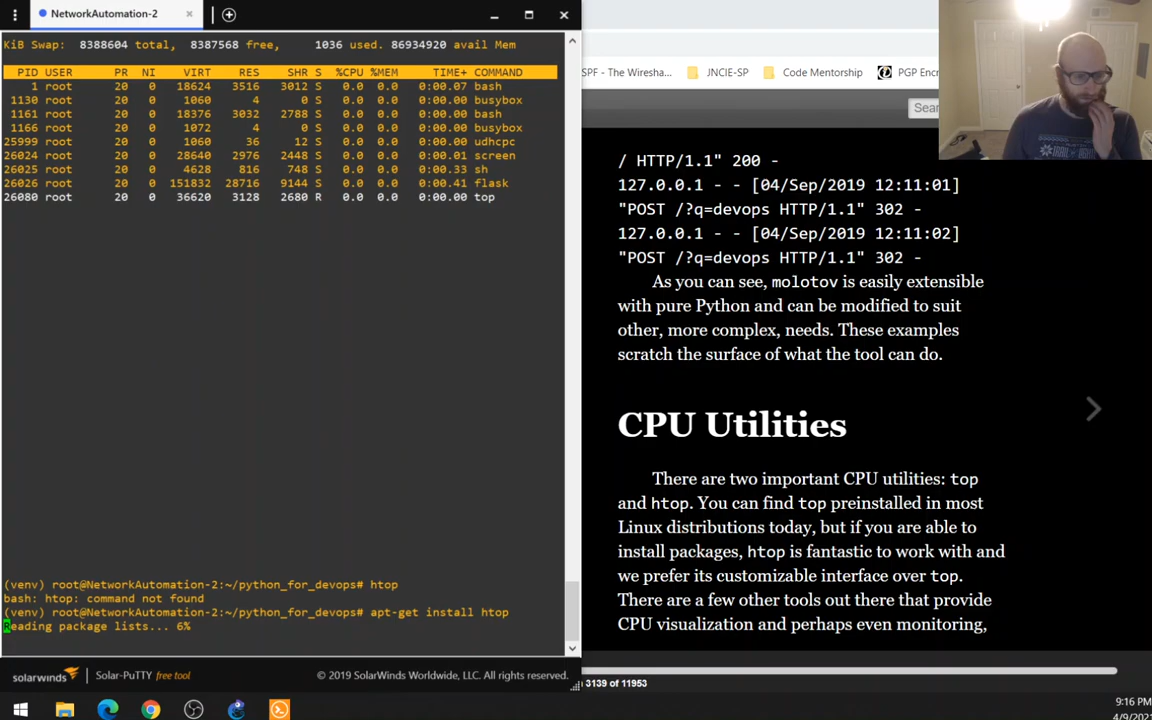 NetworkAutomation-2
KiB Swap: 8388604 total, 8387568 free, 1036 used. 86934920 avail Mem
PID USER PR NI VIRT RES SHR S %CPU %MEM TIME+ COMMAND
1 root 20 0 18624 3516 3012 S 0.0 0.0 0:00.07 bash
1130 root 20 0 1060 4 0 S 0.0 0.0 0:00.00 busybox
1161 root 20 0 18376 3032 2788 S 0.0 0.0 0:00.00 bash
1166 root 20 0 1072 4 0 S 0.0 0.0 0:00.00 busybox
25999 root 20 0 1060 36 12 S 0.0 0.0 0:00.00 udhcpc
26024 root 20 0 28640 2976 2448 S 0.0 0.0 0:00.01 screen
26025 root 20 0 4628 816 748 S 0.0 0.0 0:00.33 sh
26026 root 20 0 151832 28716 9144 S 0.0 0.0 0:00.41 flask
26080 root 20 0 36620 3128 2680 R 0.0 0.0 0:00.00 top
(venv) root@NetworkAutomation-2:~/python_for_devops# htop
bash: htop: command not found
(venv) root@NetworkAutomation-2:~/python_for_devops# apt-get install htop
Reading package lists... 6%
solarwinds Solar-PuTTY free tool © 2019 SolarWinds Worldwide, LLC. All rights reserved.
SPF - The Wiresha... JNCIE-SP Code Mentorship PGP Encr
Sear
/ HTTP/1.1" 200 -
127.0.0.1 - - [04/Sep/2019 12:11:01]
"POST /?q=devops HTTP/1.1" 302 -
127.0.0.1 - - [04/Sep/2019 12:11:02]
"POST /?q=devops HTTP/1.1" 302 -
As you can see, molotov is easily extensible
with pure Python and can be modified to suit
other, more complex, needs. These examples
scratch the surface of what the tool can do.
CPU Utilities
There are two important CPU utilities: top
and htop. You can find top preinstalled in most
Linux distributions today, but if you are able to
install packages, htop is fantastic to work with and
we prefer its customizable interface over top.
There are a few other tools out there that provide
CPU visualization and perhaps even monitoring,
3139 of 11953
9:16 PM